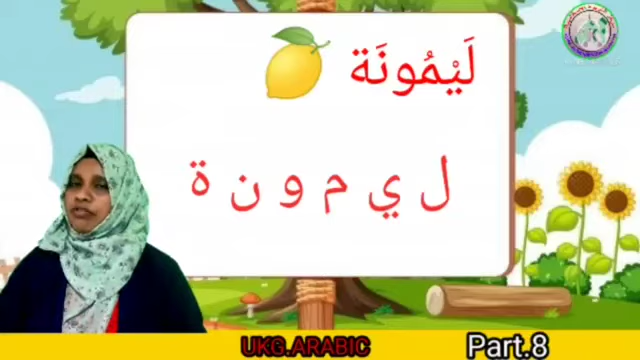 لَيْمُونَة
ل ي م و ن ة
UKG.ARABIC
Part.8